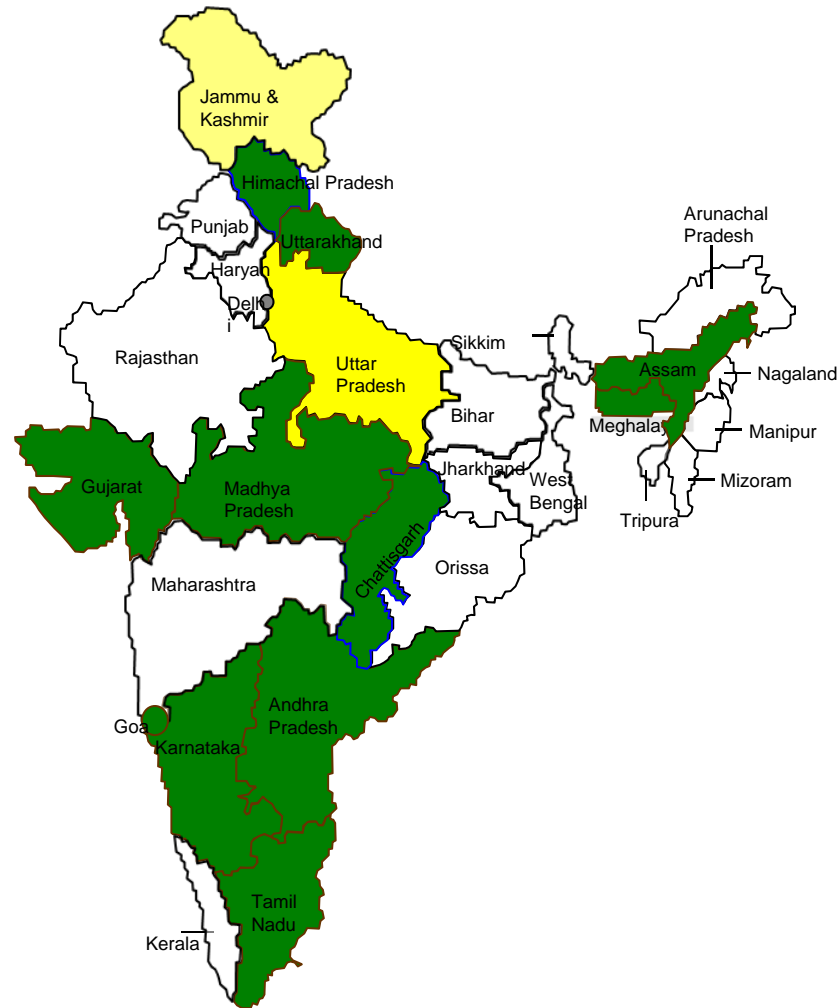 Jammu &
Kashmir
Himachal Pradesh
Punjab
Uttarakhand
Arunachal
Pradesh
Haryan
Delh
i
Sikkim
Rajasthan
Uttar
Pradesh
Assam
Nagaland
Bihar
Meghala
Manipur
Jharkhand
West
Bengal
Mizoram
Gujarat
Madhya
Pradesh
Tripura
Chattisgarh
Orissa
Maharashtra
Andhra
Pradesh
Goa
Karnataka
Tamil
Nadu
Kerala